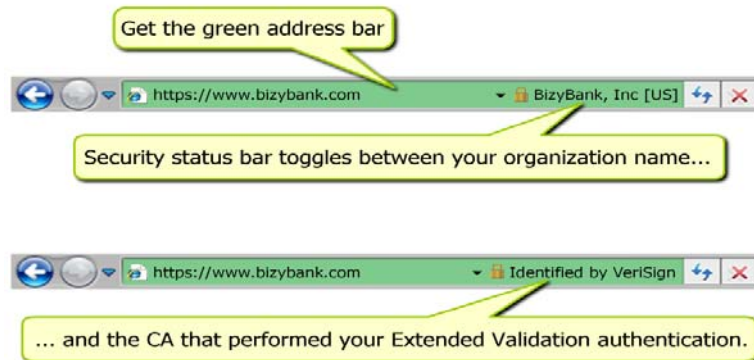 Get the green address bar
https://www.bizybank.com BizyBank, Inc [US]
Security status bar toggles between your organization name...
https://www.bizybank.com Identified by VeriSign
... and the CA that performed your Extended Validation authentication.